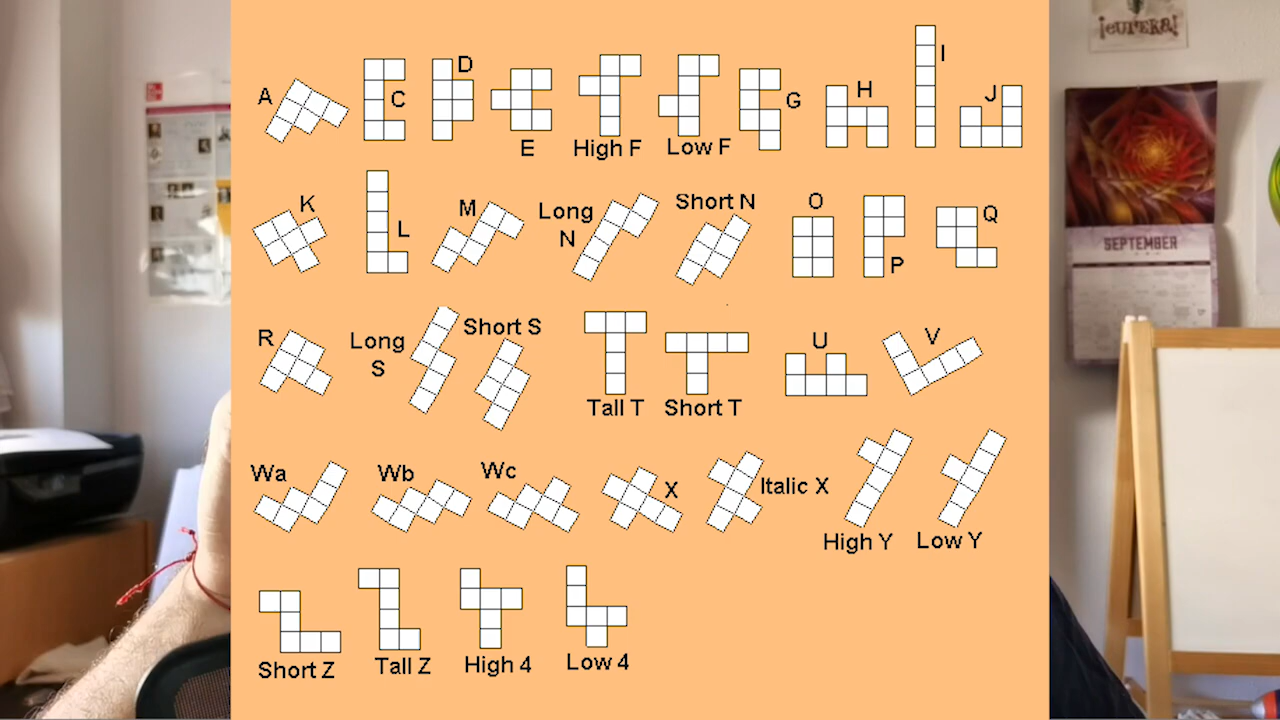 ¡EUREKA!
A
C
D
E
High F
Low F
G
H
I
J
K
L
M
Long
N
Short N
O
P
Q
SEPTEMBER
R
Long
S
Short S
Tall T
Short T
U
V
Wa
Wb
Wc
X
Italic X
High Y
Low Y
Short Z
Tall Z
High 4
Low 4